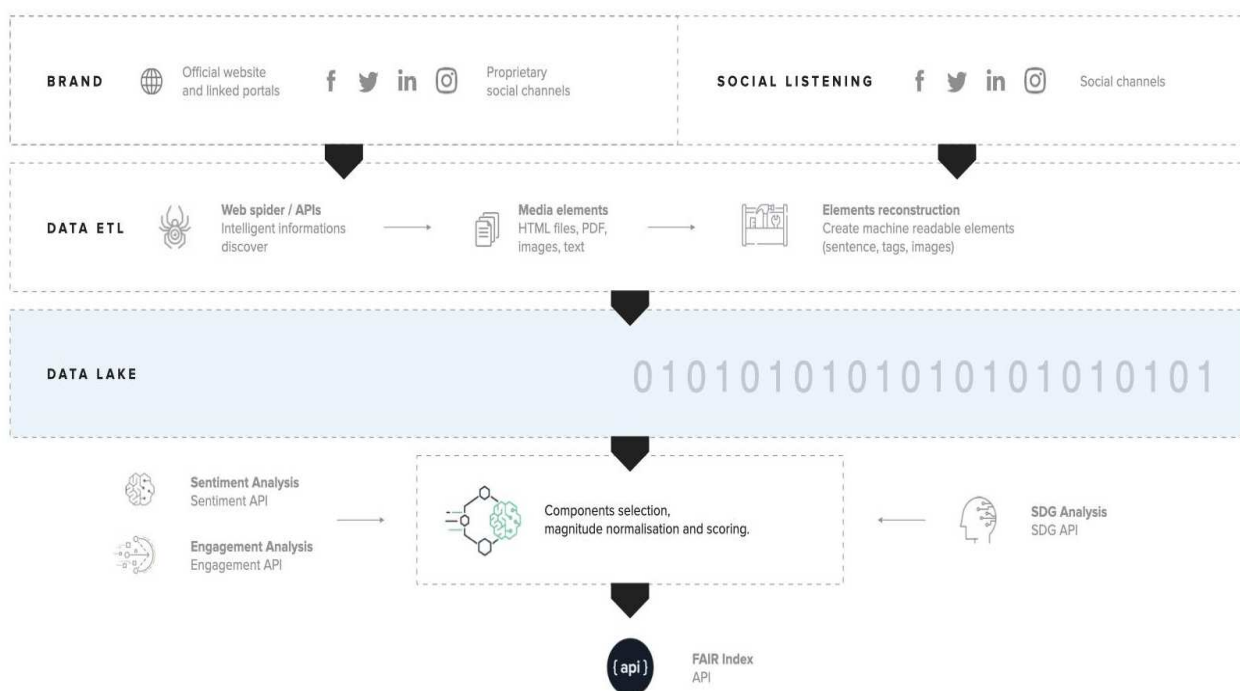 BRAND
Official website
and linked portals
f
in
Proprietary
social channels
SOCIAL LISTENING
f
in
Social channels
DATA ETL
Web spider / APIs
Intelligent informations
discover
Media elements
HTML files, PDF,
images, text
Elements reconstruction
Create machine readable elements
(sentence, tags, images)
DATA LAKE
0101010101010101010101
Sentiment Analysis
Sentiment API
Engagement Analysis
Engagement API
Components selection,
magnitude normalisation and scoring.
SDG Analysis
SDG API
{api}
FAIR Index
API